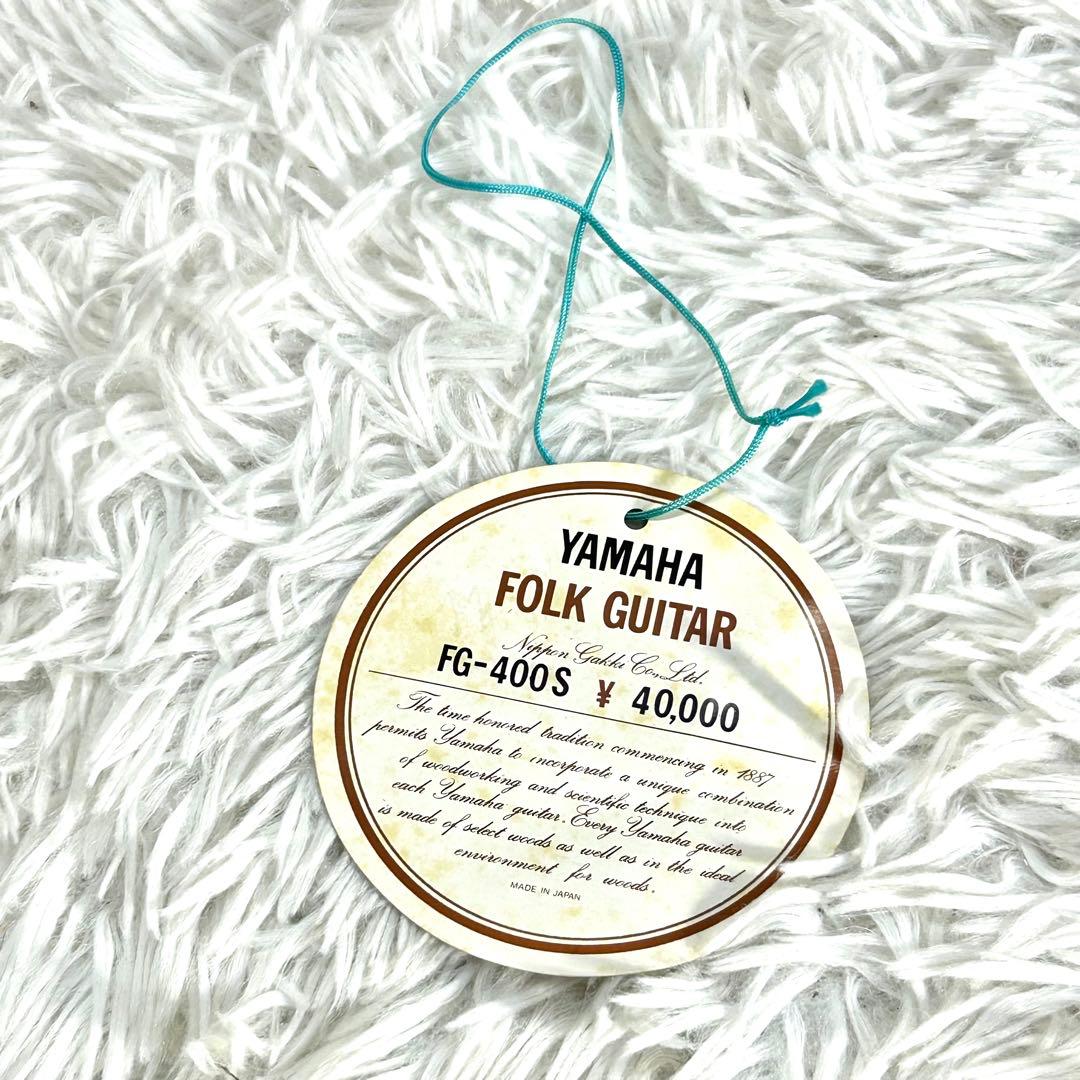 YAMAHA
FOLK GUITAR
Nippon Gakki Co., Ltd.
FG-400S ¥ 40,000
The time honored tradition commencing in 1887
permits Yamaha to incorporate a unique combination
of woodworking and scientific technique into
each Yamaha guitar. Every Yamaha guitar
is made of select woods as well as in the ideal
environment for woods.
MADE IN JAPAN